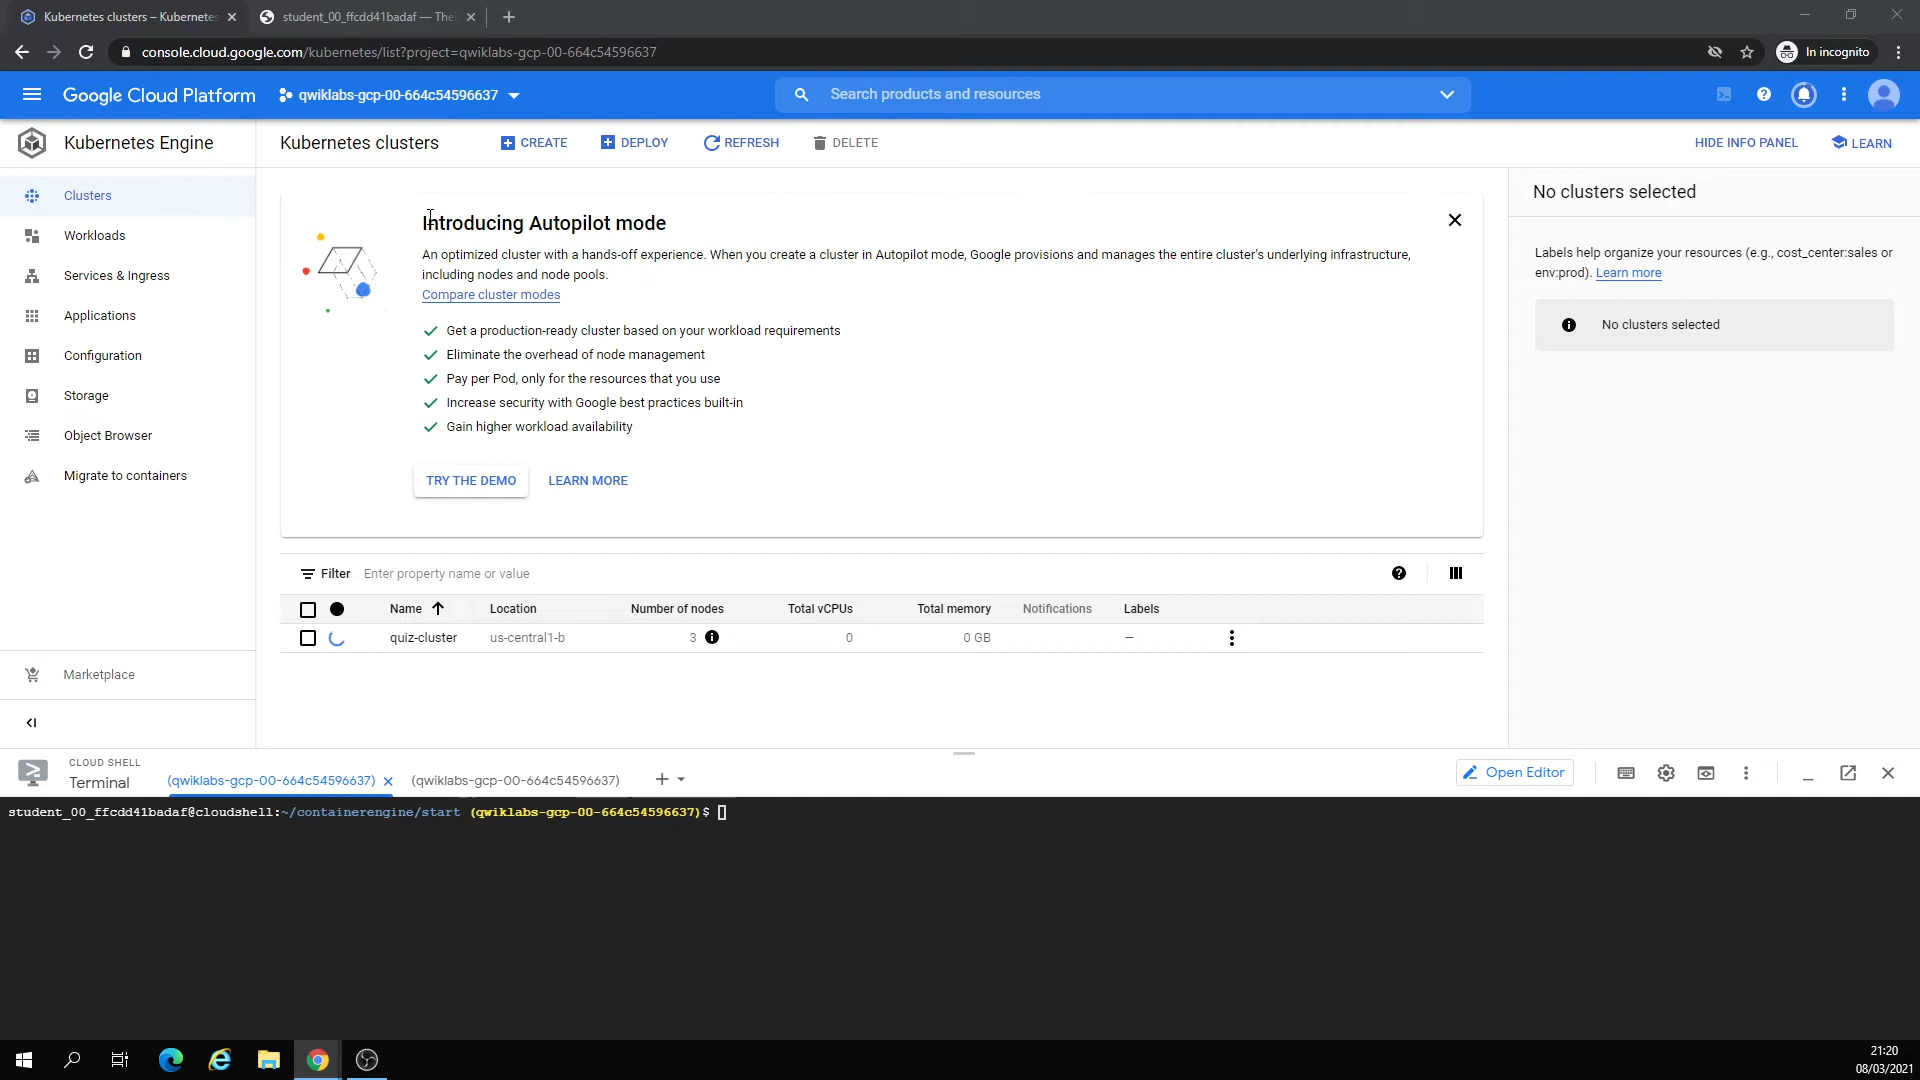 Kubernetes clusters – Kubernetes
student_00_ffcdd41badaf — The
console.cloud.google.com/kubernetes/list?project=qwiklabs-gcp-00-664c54596637
In incognito
Google Cloud Platform
qwiklabs-gcp-00-664c54596637
Search products and resources
Kubernetes Engine
Kubernetes clusters
CREATE
DEPLOY
REFRESH
DELETE
HIDE INFO PANEL
LEARN
Clusters
Workloads
Services & Ingress
Applications
Configuration
Storage
Object Browser
Migrate to containers
Marketplace
Introducing Autopilot mode
An optimized cluster with a hands-off experience. When you create a cluster in Autopilot mode, Google provisions and manages the entire cluster's underlying infrastructure,
including nodes and node pools.
Compare cluster modes
Get a production-ready cluster based on your workload requirements
Eliminate the overhead of node management
Pay per Pod, only for the resources that you use
Increase security with Google best practices built-in
Gain higher workload availability
TRY THE DEMO
LEARN MORE
No clusters selected
Labels help organize your resources (e.g., cost_center:sales or
env:prod). Learn more
No clusters selected
Filter Enter property name or value
Name Location Number of nodes Total vCPUs Total memory Notifications Labels
quiz-cluster us-central1-b 3 0 0 GB —
CLOUD SHELL
Terminal
(qwiklabs-gcp-00-664c54596637)
(qwiklabs-gcp-00-664c54596637)
Open Editor
student_00_ffcdd41badaf@cloudshell:~/containerengine/start (qwiklabs-gcp-00-664c54596637)$
21:20
08/03/2021